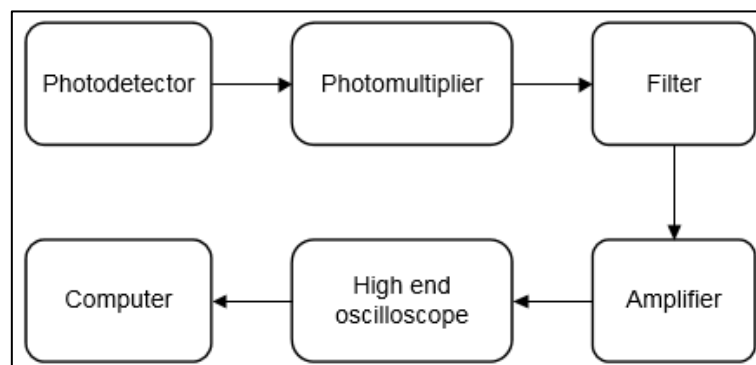 Photodetector
Photomultiplier
Filter
Computer
High end
oscilloscope
Amplifier